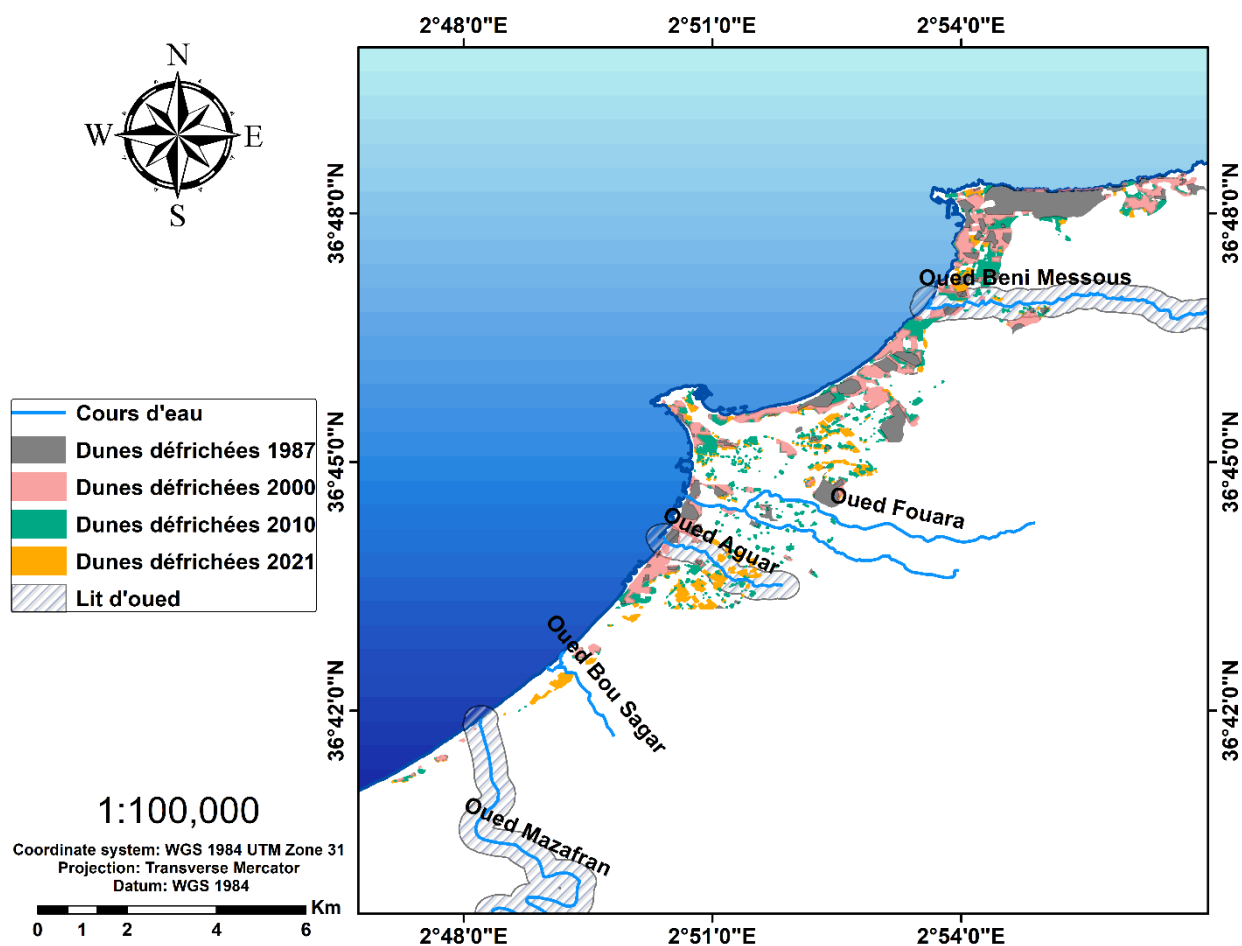 2°48'0"E 2°51'0"E 2°54'0"E
N
W E
S
36°48'0"N 36°48'0"N
Oued Beni Messous
Cours d'eau
Dunes défrichées 1987
Dunes défrichées 2000
Dunes défrichées 2010
Dunes défrichées 2021
Lit d'oued
36°45'0"N 36°45'0"N
Oued Fouara
Oued Aguar
Oued Bou Sagar
36°42'0"N 36°42'0"N
Oued Mazafran
1:100,000
Coordinate system: WGS 1984 UTM Zone 31
Projection: Transverse Mercator
Datum: WGS 1984
Km
0 1 2 4 6
2°48'0"E 2°51'0"E 2°54'0"E